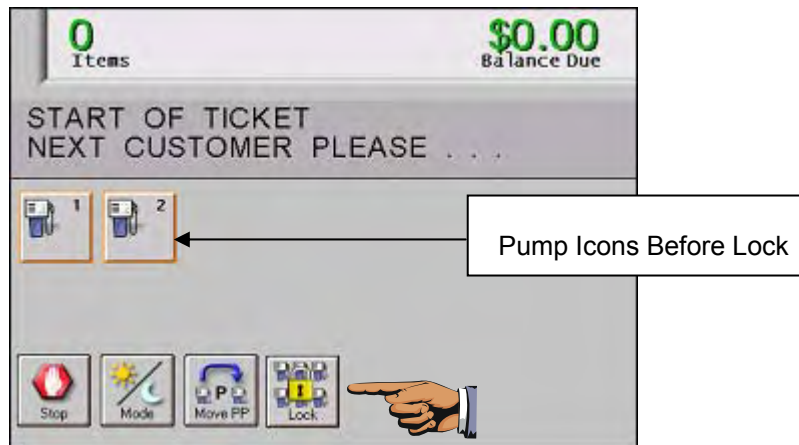 0
Items
$0.00
Balance Due
START OF TICKET
NEXT CUSTOMER PLEASE . . .
1
2
Pump Icons Before Lock
Stop
Mode
P
Move PP
Lock